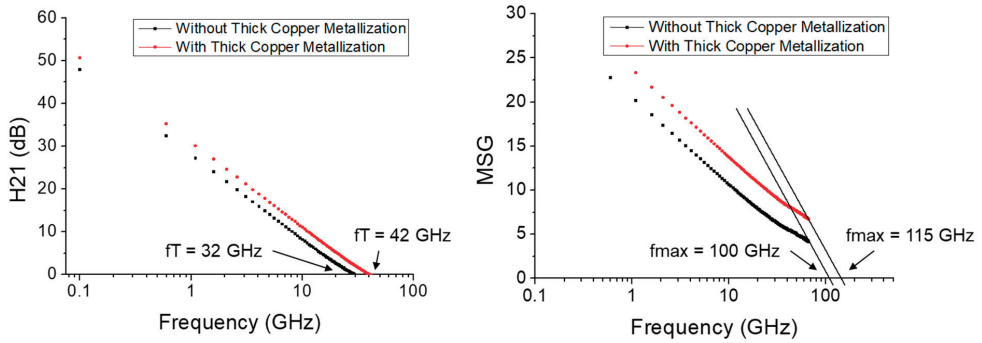 Without Thick Copper Metallization
With Thick Copper Metallization
60
50
40
30
20
10
0
H21 (dB)
fT = 32 GHz
fT = 42 GHz
0.1
1
10
100
Frequency (GHz)
Without Thick Copper Metallization
With Thick Copper Metallization
30
25
20
15
10
5
0
MSG
fmax = 100 GHz
fmax = 115 GHz
0.1
1
10
100
Frequency (GHz)